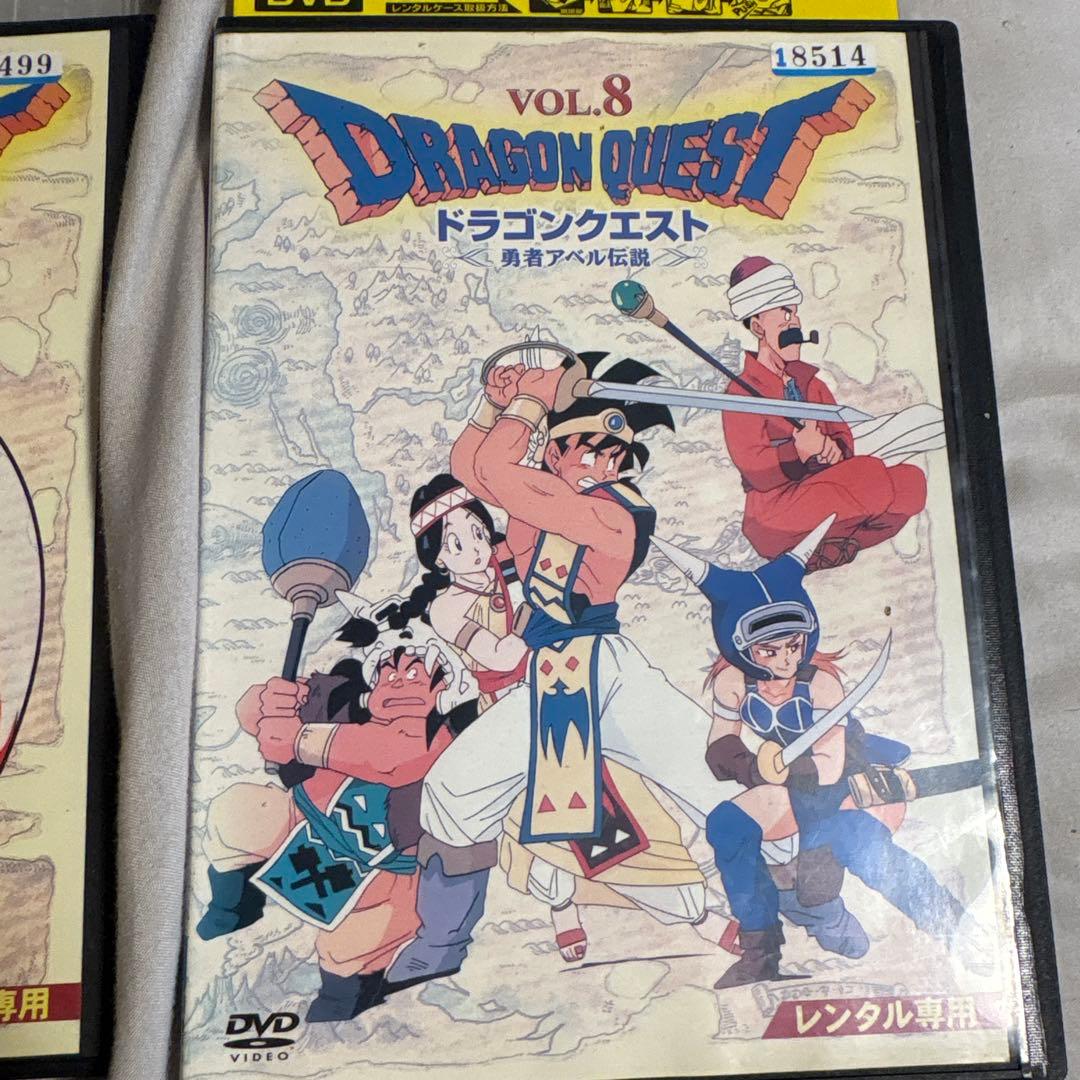 DVD
レンタルケース取扱方法
499
18514
VOL.8
DRAGON QUEST
ドラゴンクエスト
勇者アベル伝説
専用
DVD
VIDEO
レンタル専用